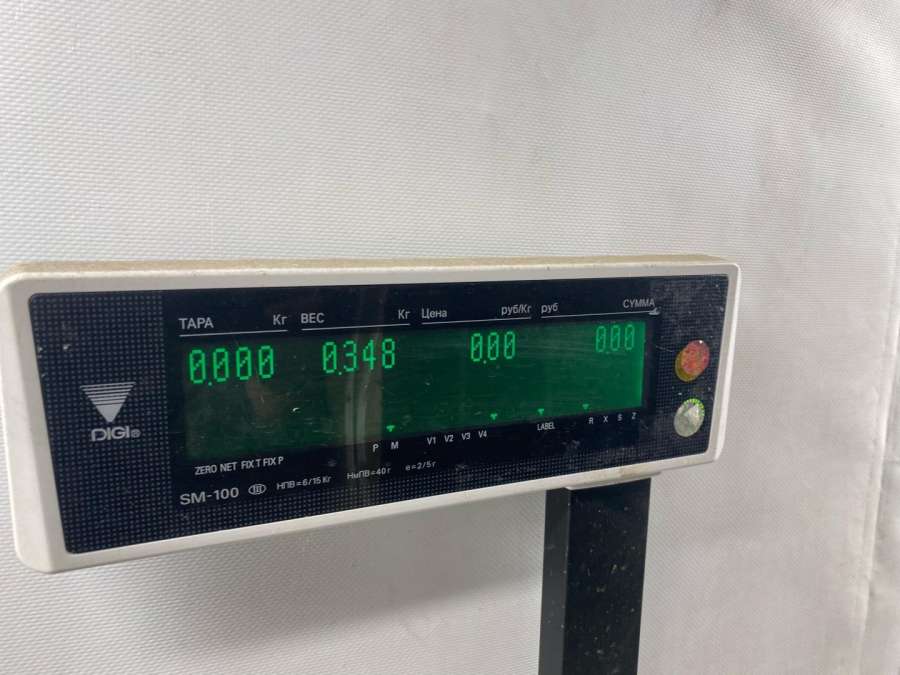 ТАРА Кг ВЕС Кг Цена руб/Кг руб СУММА
0.000 0.348 0.00 0.00
DIGI®
P M V1 V2 V3 V4 LABEL R X S Z
ZERO NET FIX T FIX P
SM-100 III НПВ=6/15 Кг НмПВ=40 г e=2/5 г